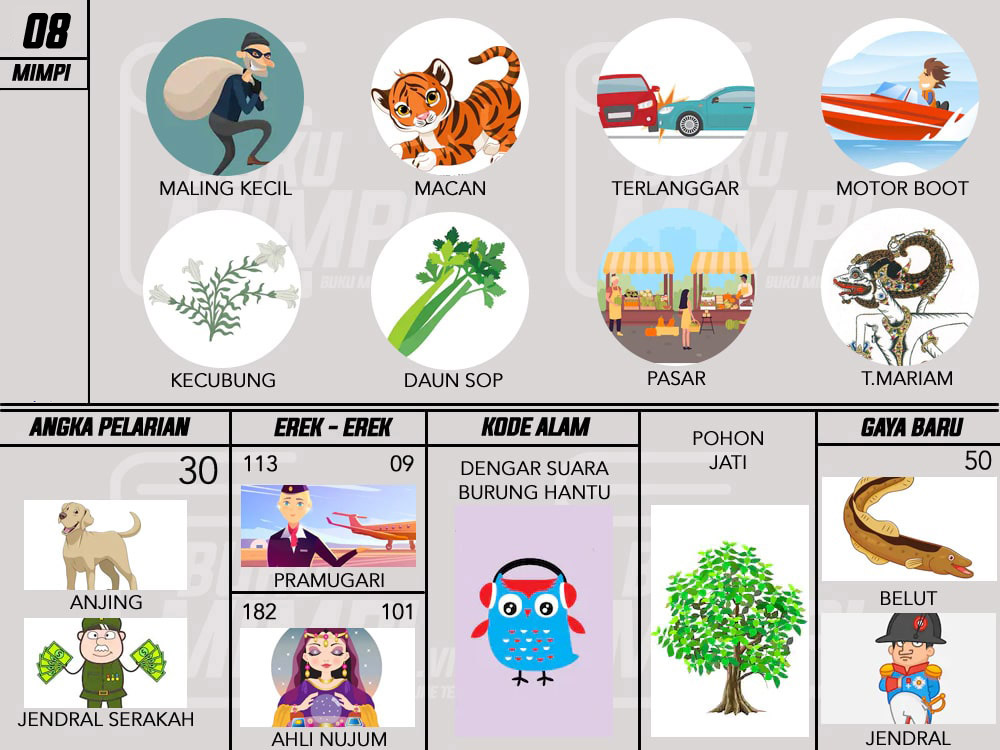 08
MIMPI
MALING KECIL
MACAN
TERLANGGAR
MOTOR BOOT
KECUBUNG
DAUN SOP
PASAR
T.MARIAM
ANGKA PELARIAN
30
ANJING
JENDRAL SERAKAH
EREK - EREK
113 09
PRAMUGARI
182 101
AHLI NUJUM
KODE ALAM
DENGAR SUARA
BURUNG HANTU
POHON
JATI
GAYA BARU
50
BELUT
JENDRAL